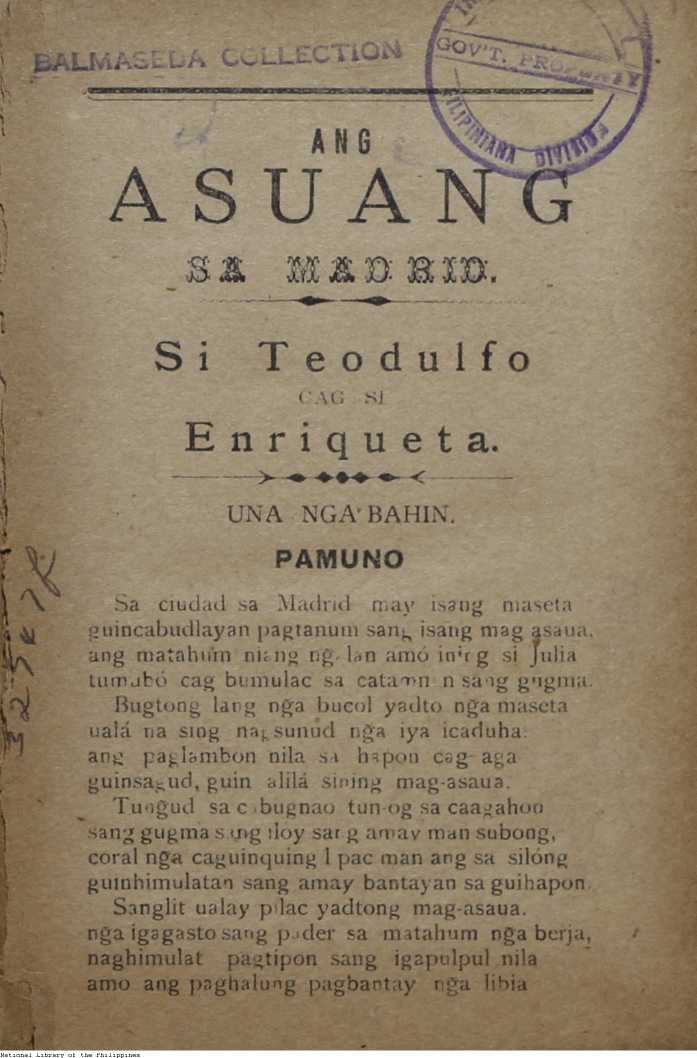 BALMASEDA COLLECTION
GOV'T. PROPERTY
FILIPINIANA DIVISION
ANG
ASUANG
SA MADRID.
Si Teodulfo
CAG SI
Enriqueta.
UNA NGA BAHIN.
PAMUNO
Sa ciudad sa Madrid may isang maseta
guincabudlayan pagtanum sang isang mag asaua.
ang matahum niang ngalan amó ining si Julia
tumubó cag bumulac sa sang gugma.
Bugtong lang nga bucol yadto nga maseta
ualá na sing nagsunud nga iya icaduha:
ang paglambon nila sa hapon cag aga
guinsagud, guin alilá sining mag-asaua.
Tungud sa cabugnao tun-og sa caagahon
sang gugma sang iloy sang amay man subong,
coral nga caguinquing man ang sa silóng
guinhimulatan sang amay bantayan sa guihapon.
Sanglit ualay pilac yadtong mag-asaua.
nga igagasto sang pader sa matahum nga berja,
naghimulat pagtipon sang igapulpul nila
amo ang paghalung pagbantay nga libia
325478
National Library of the Philippines